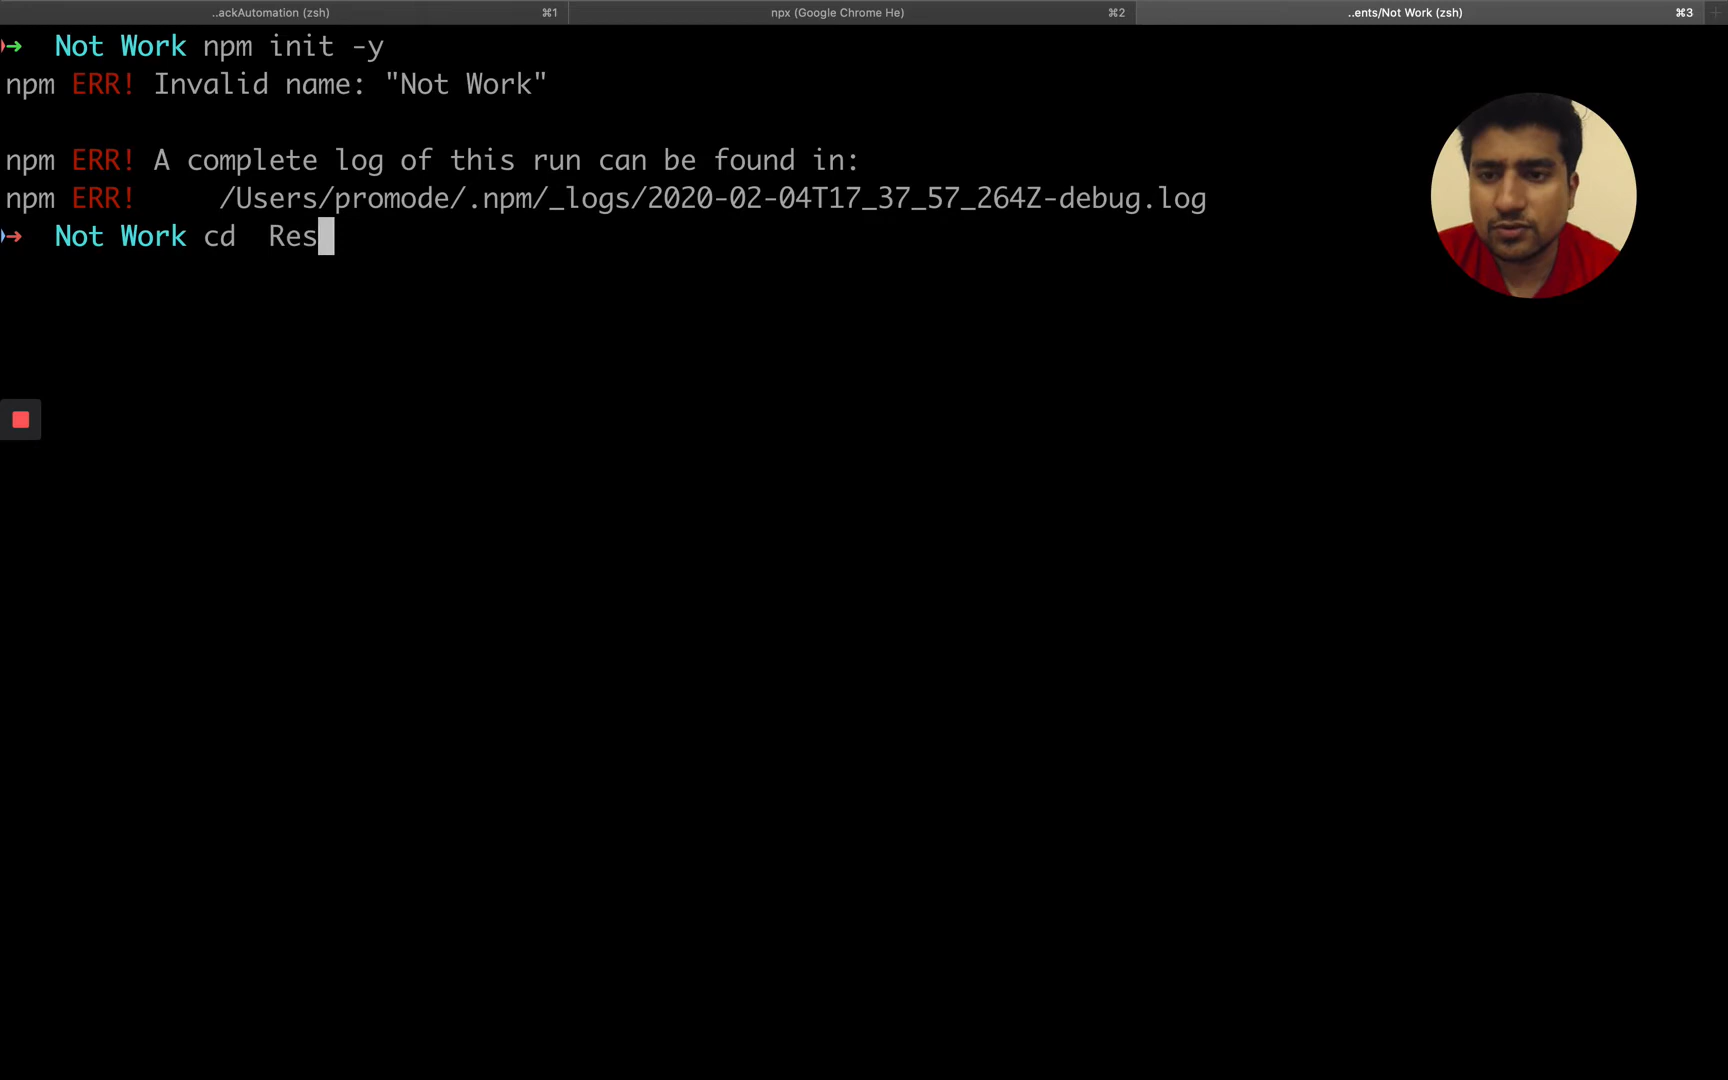 ..ackAutomation (zsh) ⌘1 npx (Google Chrome He) ⌘2 ..ents/Not Work (zsh) ⌘3 +
➜ Not Work npm init -y
npm ERR! Invalid name: "Not Work"
npm ERR! A complete log of this run can be found in:
npm ERR!     /Users/promode/.npm/_logs/2020-02-04T17_37_57_264Z-debug.log
➜ Not Work cd  Res